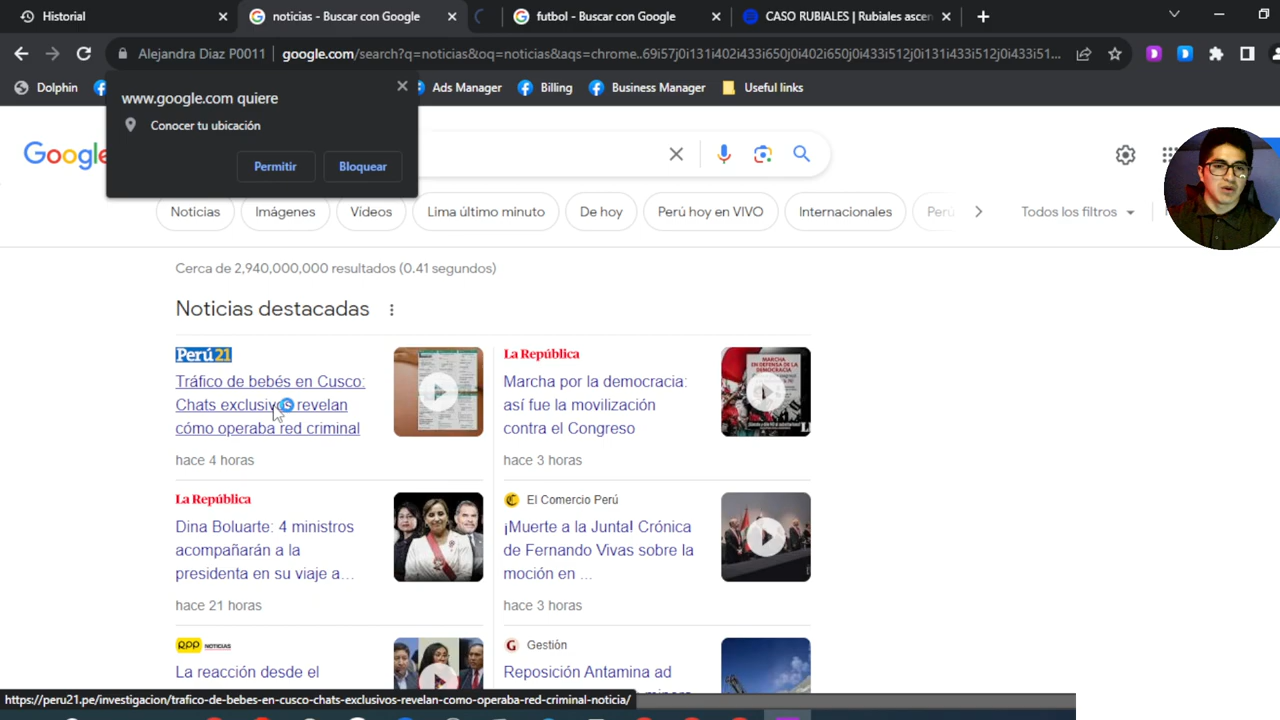 Historial
noticias - Buscar con Google
futbol - Buscar con Google
CASO RUBIALES | Rubiales ascen
Alejandra Diaz P0011
google.com/search?q=noticias&oq=noticias&aqs=chrome..69i57j0i131i402i433i650j0i402i650j0i433i512j0i131i433i512j0i433i51...
Dolphin
Ads Manager
Billing
Business Manager
Useful links
www.google.com quiere
Conocer tu ubicación
Permitir
Bloquear
Google
Noticias
Imágenes
Videos
Lima último minuto
De hoy
Perú hoy en VIVO
Internacionales
Perú
Todos los filtros
Cerca de 2,940,000,000 resultados (0.41 segundos)
Noticias destacadas
Perú21
Tráfico de bebés en Cusco:
Chats exclusivos revelan
cómo operaba red criminal
hace 4 horas
La República
Marcha por la democracia:
así fue la movilización
contra el Congreso
hace 3 horas
MARCHA
EN DEFENSA DE LA
DEMOCRACIA
La República
Dina Boluarte: 4 ministros
acompañarán a la
presidenta en su viaje a...
hace 21 horas
El Comercio Perú
¡Muerte a la Junta! Crónica
de Fernando Vivas sobre la
moción en ...
hace 3 horas
RPP NOTICIAS
La reacción desde el
Gestión
Reposición Antamina ad
https://peru21.pe/investigacion/trafico-de-bebes-en-cusco-chats-exclusivos-revelan-como-operaba-red-criminal-noticia/